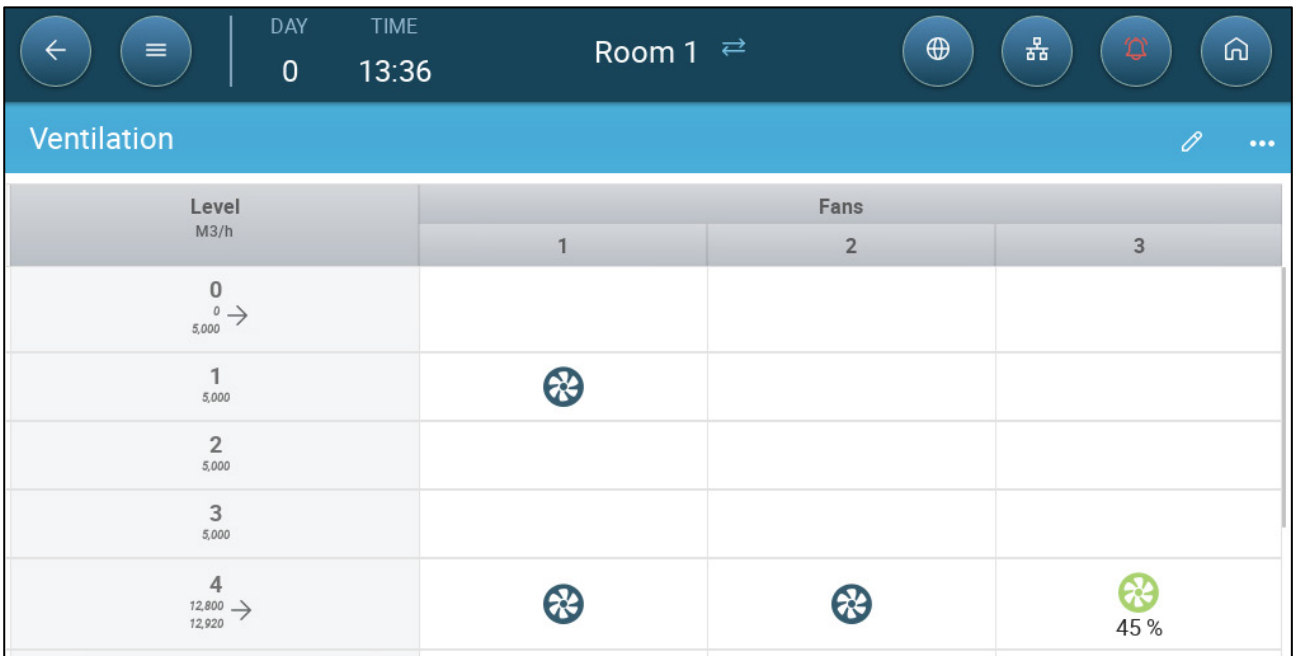 DAY TIME
0 13:36
Room 1
Ventilation
Level
M3/h
Fans
1 2 3
0
0
5,000
1
5,000
2
5,000
3
5,000
4
12,800
12,920
45 %